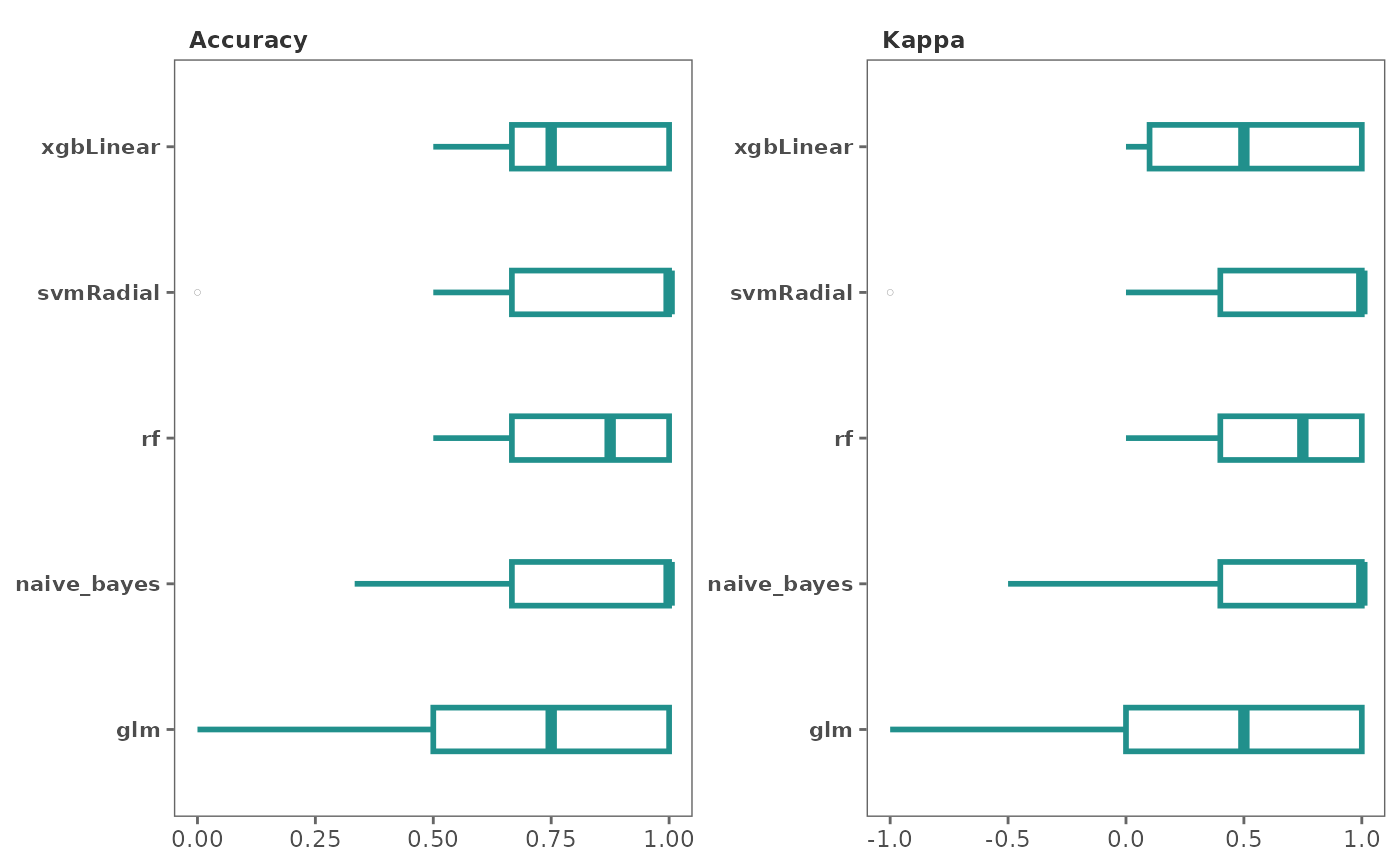 Accuracy
xgbLinear
svmRadial
rf
naive_bayes
glm
0.00 0.25 0.50 0.75 1.00
Kappa
xgbLinear
svmRadial
rf
naive_bayes
glm
-1.0 -0.5 0.0 0.5 1.0